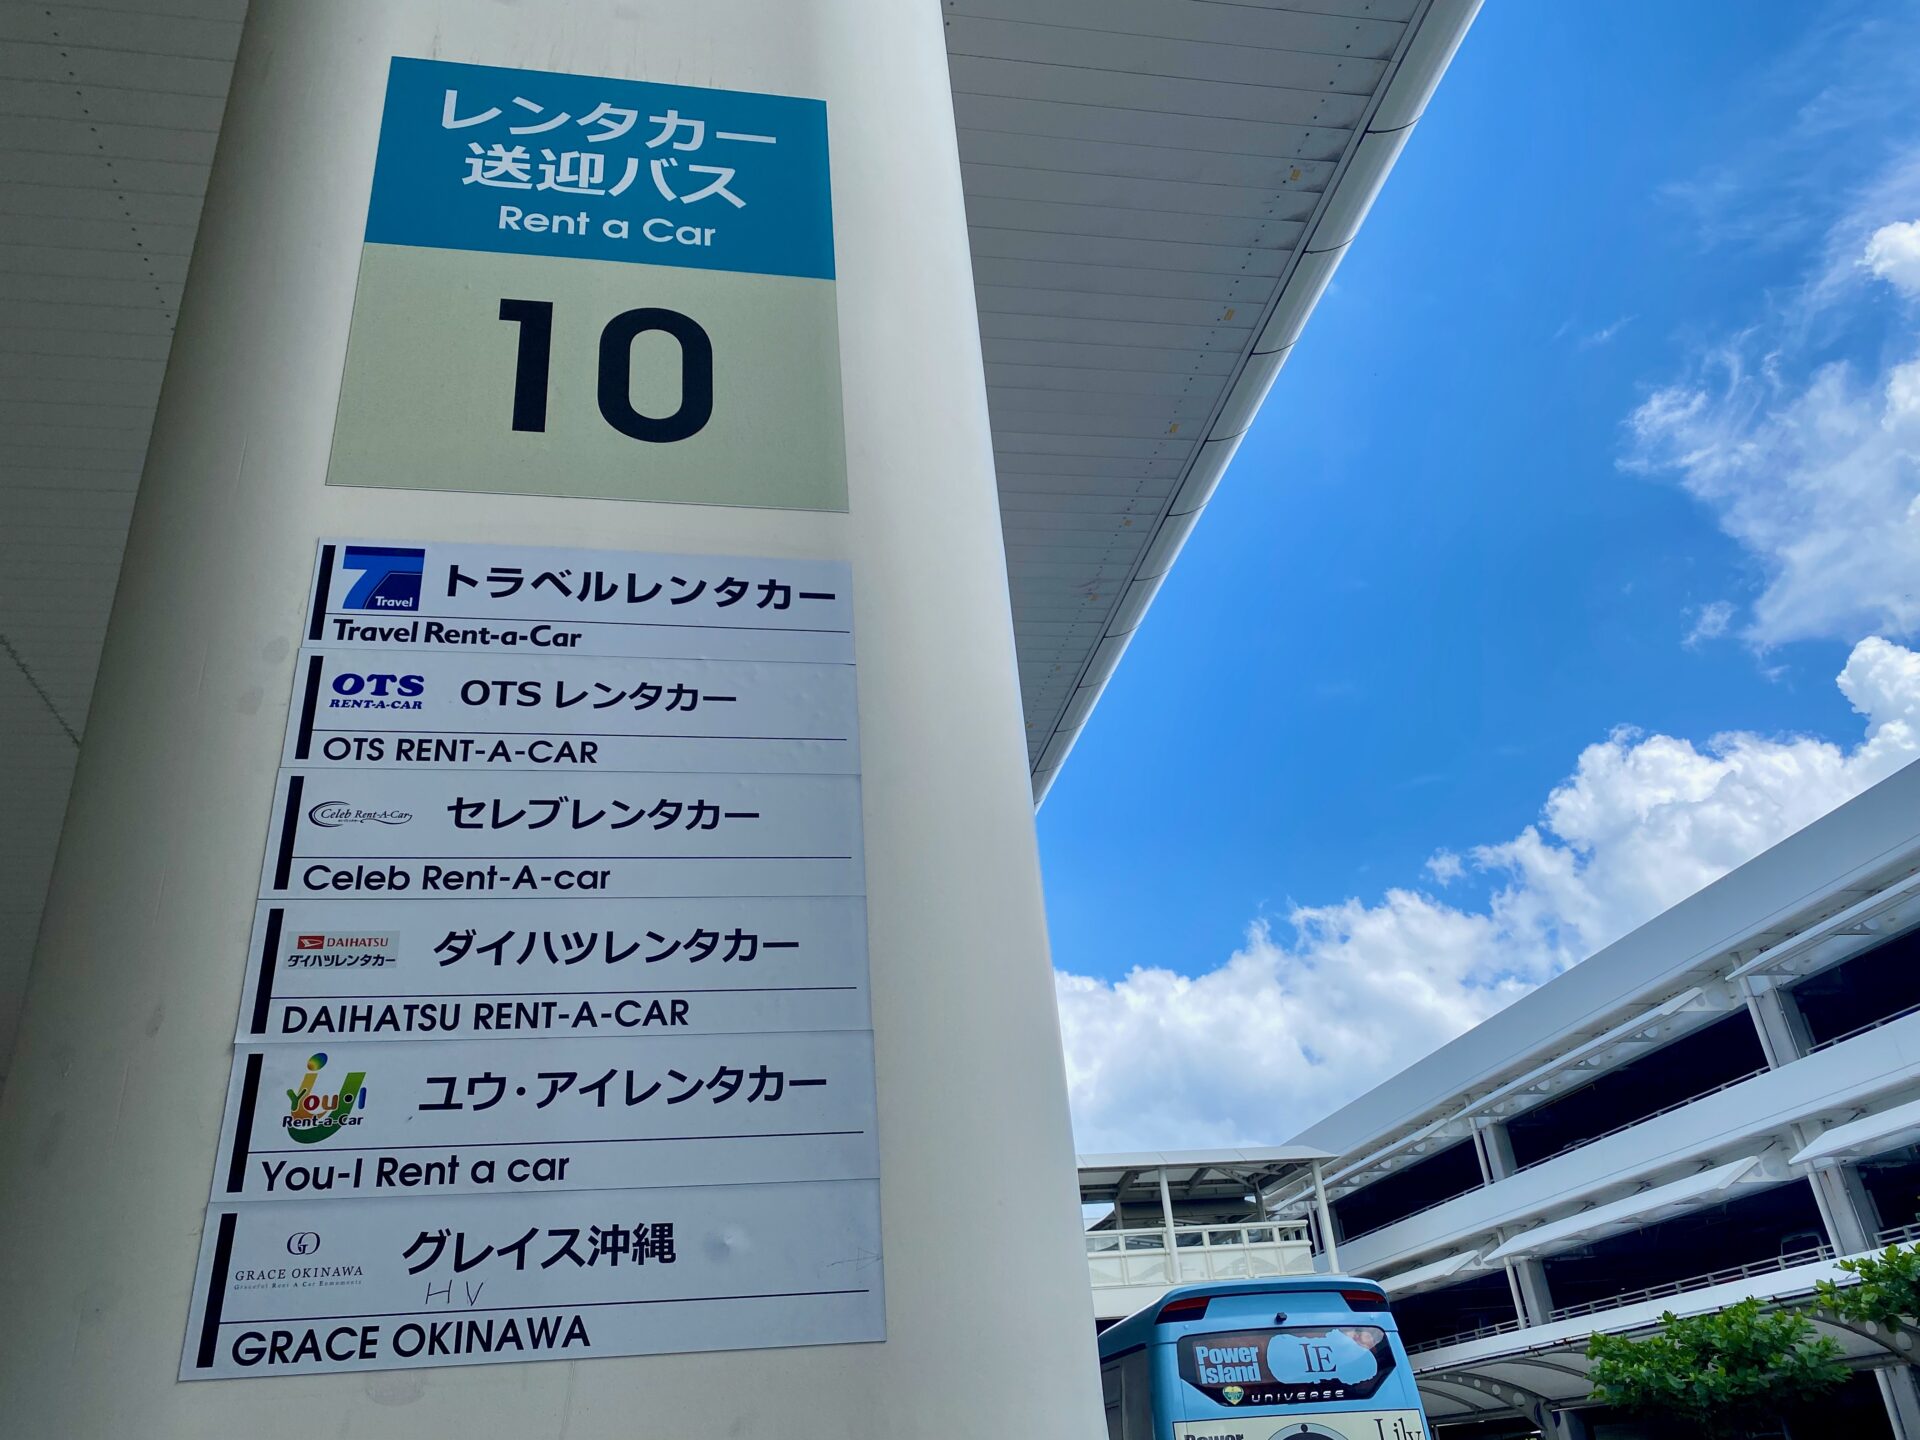 レンタカー
送迎バス
Rent a Car
10
Travel
トラベルレンタカー
Travel Rent-a-Car
OTS
RENT-A-CAR
OTS レンタカー
OTS RENT-A-CAR
Celeb Rent-A-Car
セレブレンタカー
Celeb Rent-A-car
DAIHATSU
ダイハツレンタカー
ダイハツレンタカー
DAIHATSU RENT-A-CAR
You・I
Rent-a-Car
ユウ・アイレンタカー
You-I Rent a car
GO
GRACE OKINAWA
グレイス沖縄
HV
GRACE OKINAWA
Power
Island
IE
UNIVERSE
Power
Lily